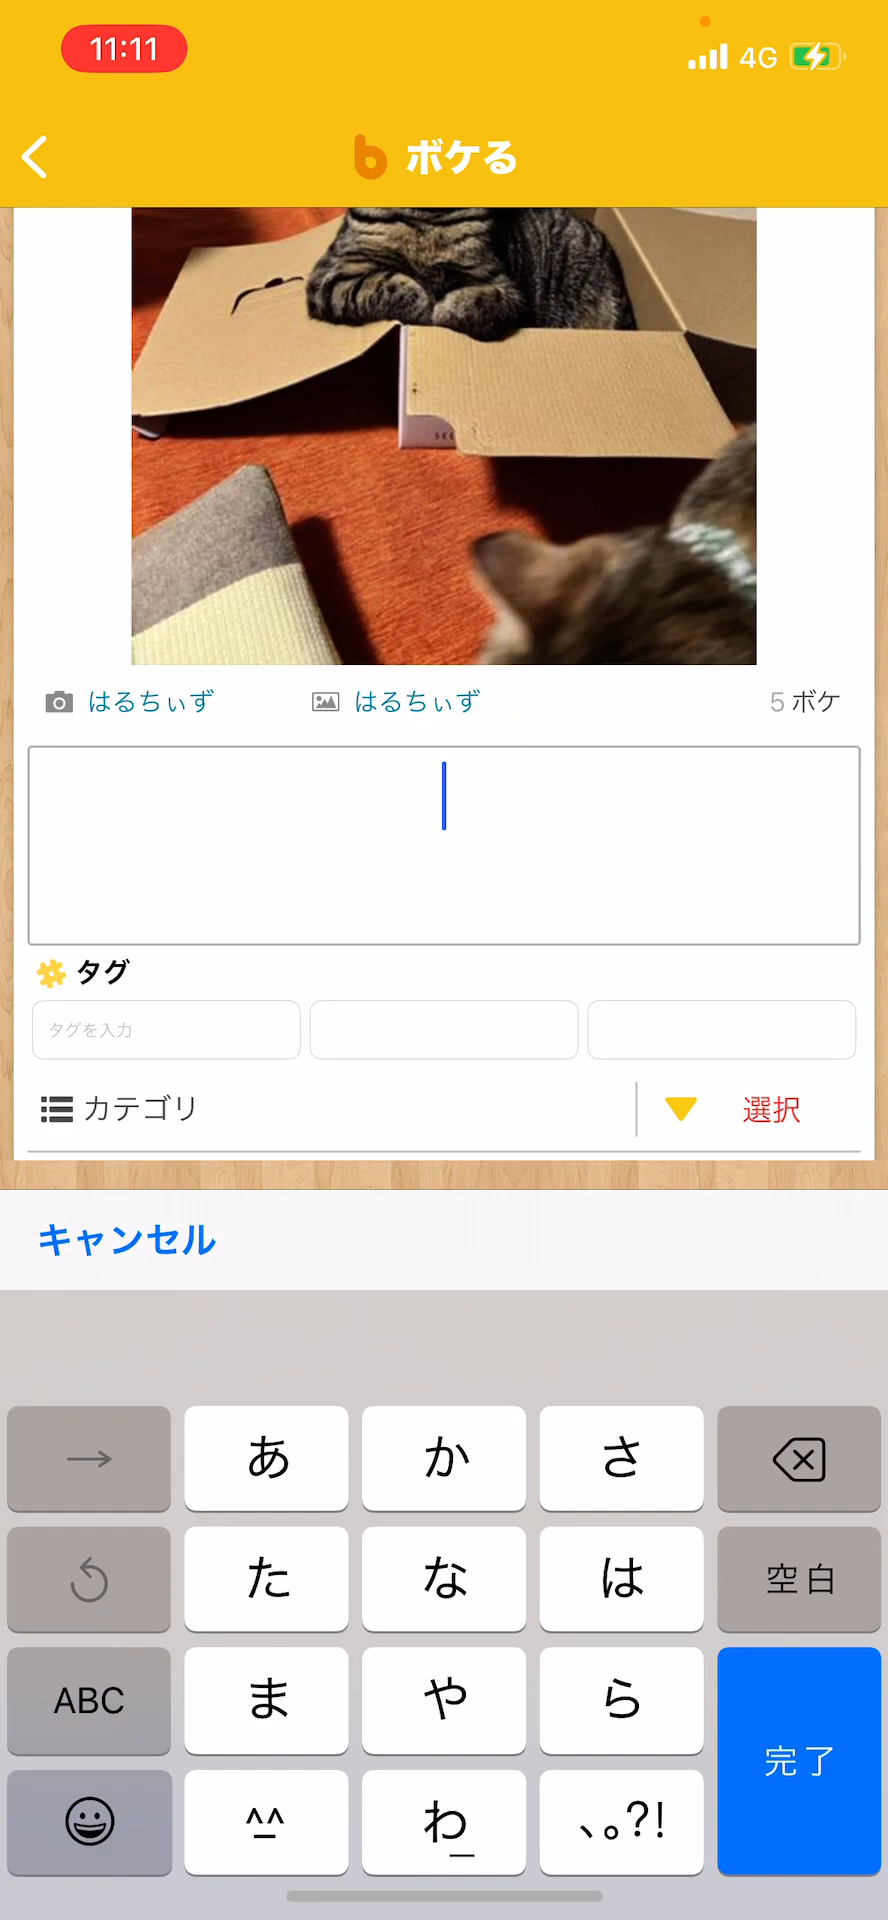 11:11
4G
b ボケる
はるちぃず
はるちぃず
5 ボケ
タグ
タグを入力
カテゴリ
選択
キャンセル
→ あ か さ
た な は 空白
ABC ま や ら
完了
^^ わ_ 、。?!